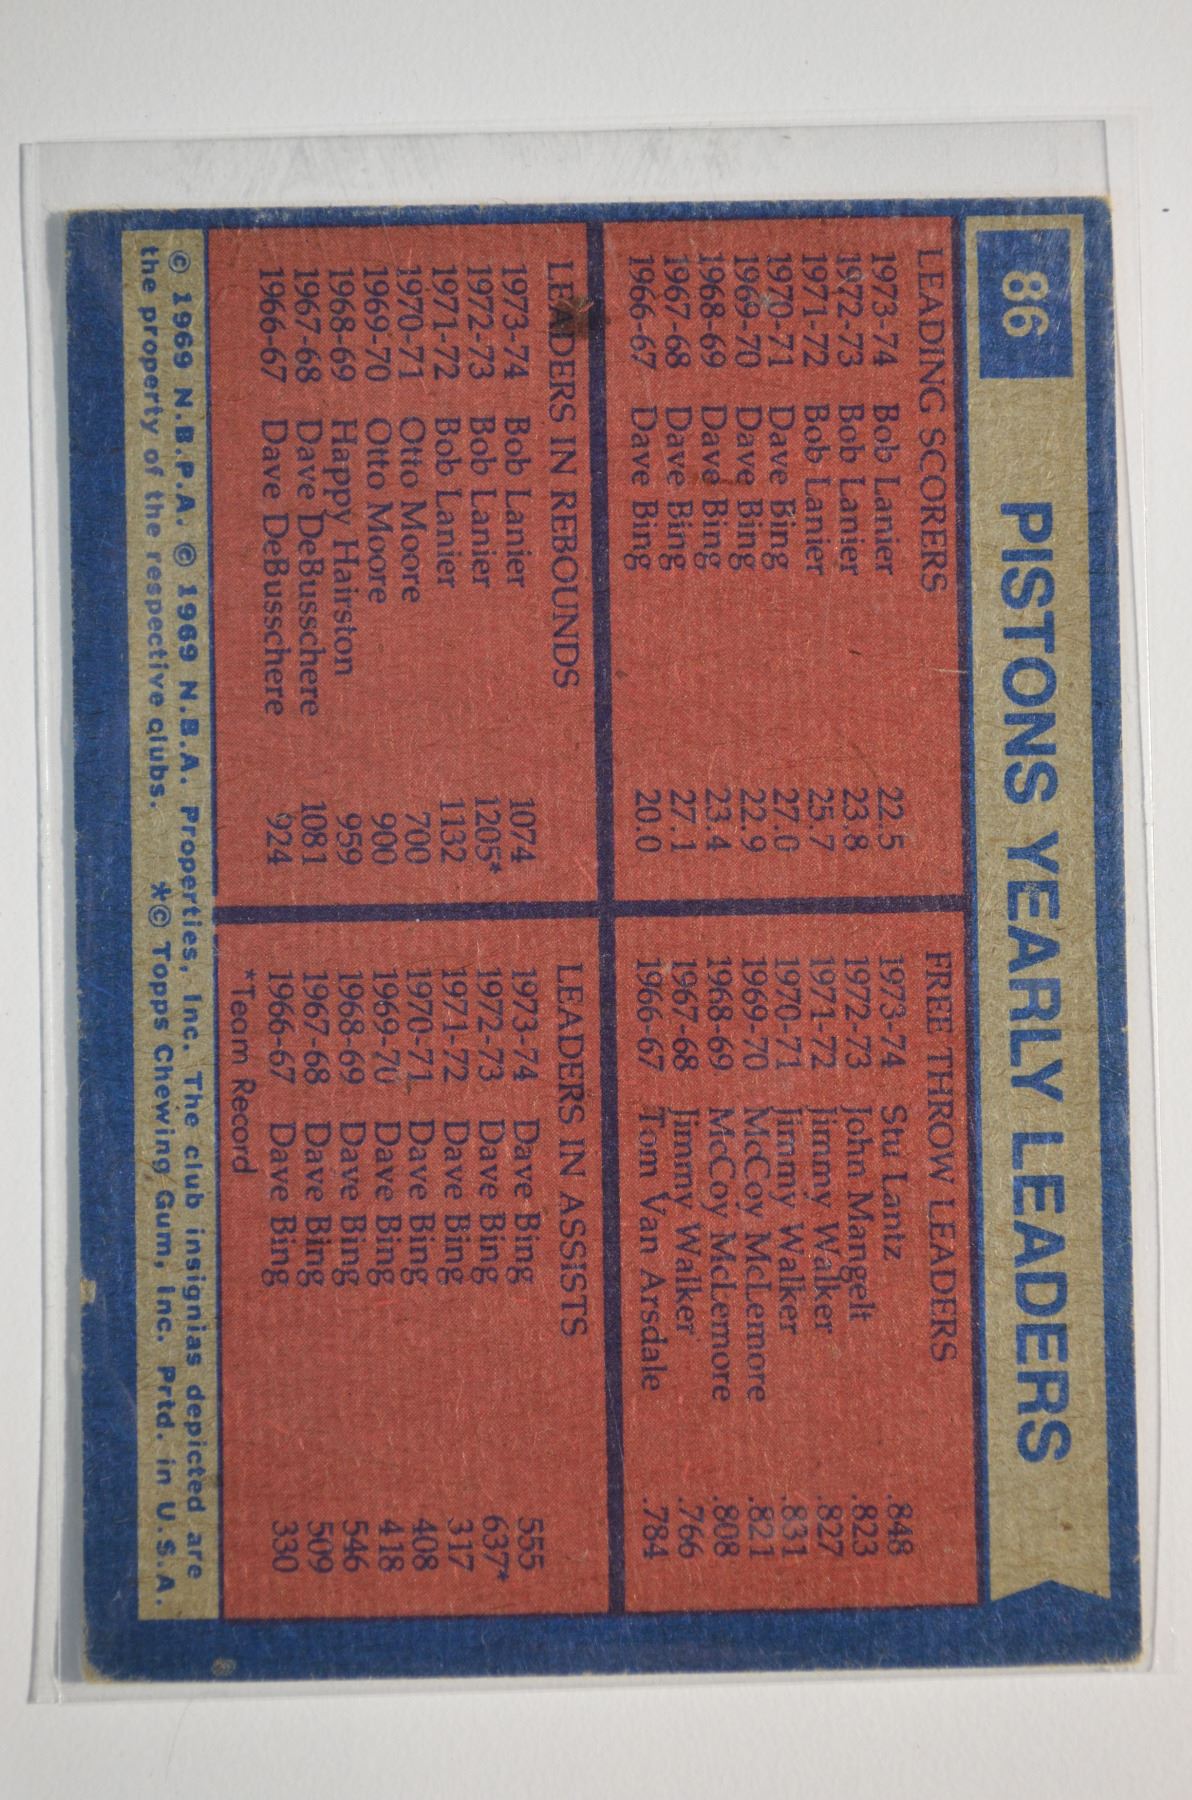 86 PISTONS YEARLY LEADERS
LEADING SCORERS
1973-74 Bob Lanier 22.5
1972-73 Bob Lanier 23.8
1971-72 Bob Lanier 25.7
1970-71 Dave Bing 27.0
1969-70 Dave Bing 22.9
1968-69 Dave Bing 23.4
1967-68 Dave Bing 27.1
1966-67 Dave Bing 20.0
FREE THROW LEADERS
1973-74 Stu Lantz .848
1972-73 John Mangelt .823
1971-72 Jimmy Walker .827
1970-71 Jimmy Walker .831
1969-70 McCoy McLemore .821
1968-69 McCoy McLemore .808
1967-68 Jimmy Walker .766
1966-67 Tom Van Arsdale .784
LEADERS IN REBOUNDS
1973-74 Bob Lanier 1074
1972-73 Bob Lanier 1205*
1971-72 Bob Lanier 1132
1970-71 Otto Moore 700
1969-70 Otto Moore 900
1968-69 Happy Hairston 959
1967-68 Dave DeBusschere 1081
1966-67 Dave DeBusschere 924
LEADERS IN ASSISTS
1973-74 Dave Bing 555
1972-73 Dave Bing 637*
1971-72 Dave Bing 317
1970-71 Dave Bing 408
1969-70 Dave Bing 418
1968-69 Dave Bing 546
1967-68 Dave Bing 509
1966-67 Dave Bing 330
*Team Record
© 1969 N.B.P.A. © 1969 N.B.A. Properties, Inc. The club insignias depicted are
the property of the respective clubs. *© Topps Chewing Gum, Inc. Prtd. in U.S.A.